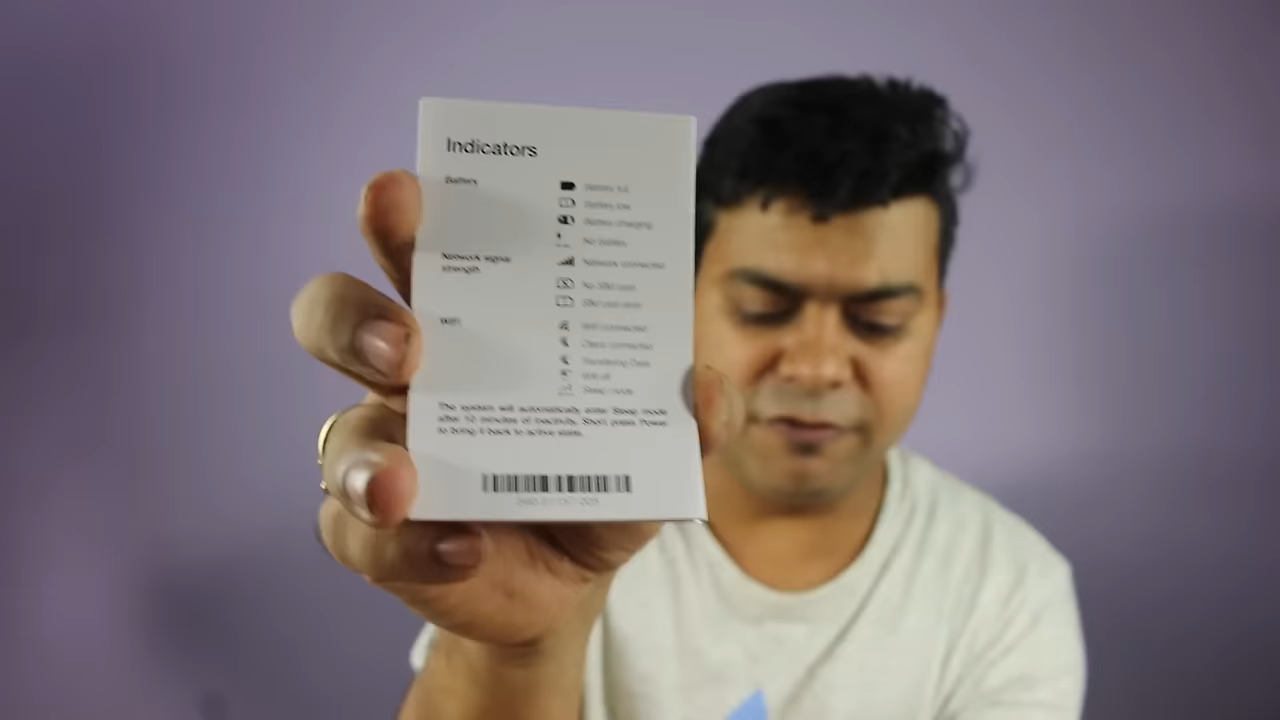 Indicators
Battery
Battery full
Battery low
Battery charging
No battery
Network signal
strength
Network connected
No SIM card
SIM card error
WiFi
WiFi connected
Client connected
Transferring Data
Wifi off
Sleep mode
The system will automatically enter Sleep mode
after 10 minutes of inactivity. Short press Power
to bring it back to active state.